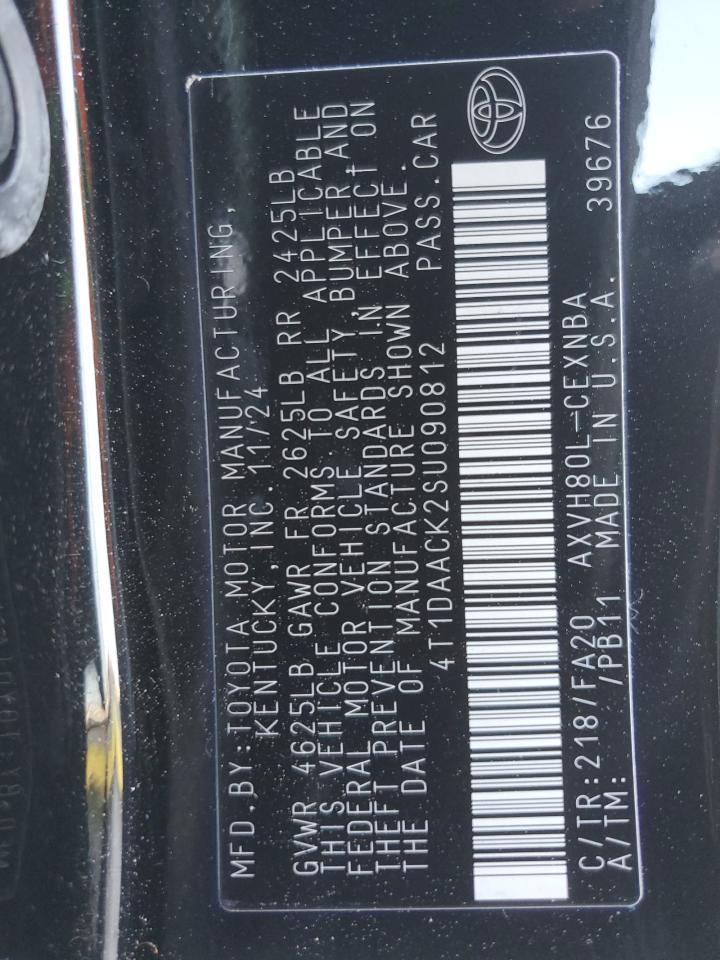 MFD.BY:TOYOTA MOTOR MANUFACTURING,
KENTUCKY,INC.11/24
GVWR 4625LB GAWR FR 2625LB RR 2425LB
THIS VEHICLE CONFORMS TO ALL APPLICABLE
FEDERAL MOTOR VEHICLE SAFETY, BUMPER,AND
THEFT PREVENTION STANDARDS IN EFFECT ON
THE DATE OF MANUFACTURE SHOWN ABOVE.
4T1DAACK2SU090812 PASS.CAR
C/TR:218/FA20 AXVH80L-CEXNBA
A/TM: /PB11 MADE IN U.S.A. 39676